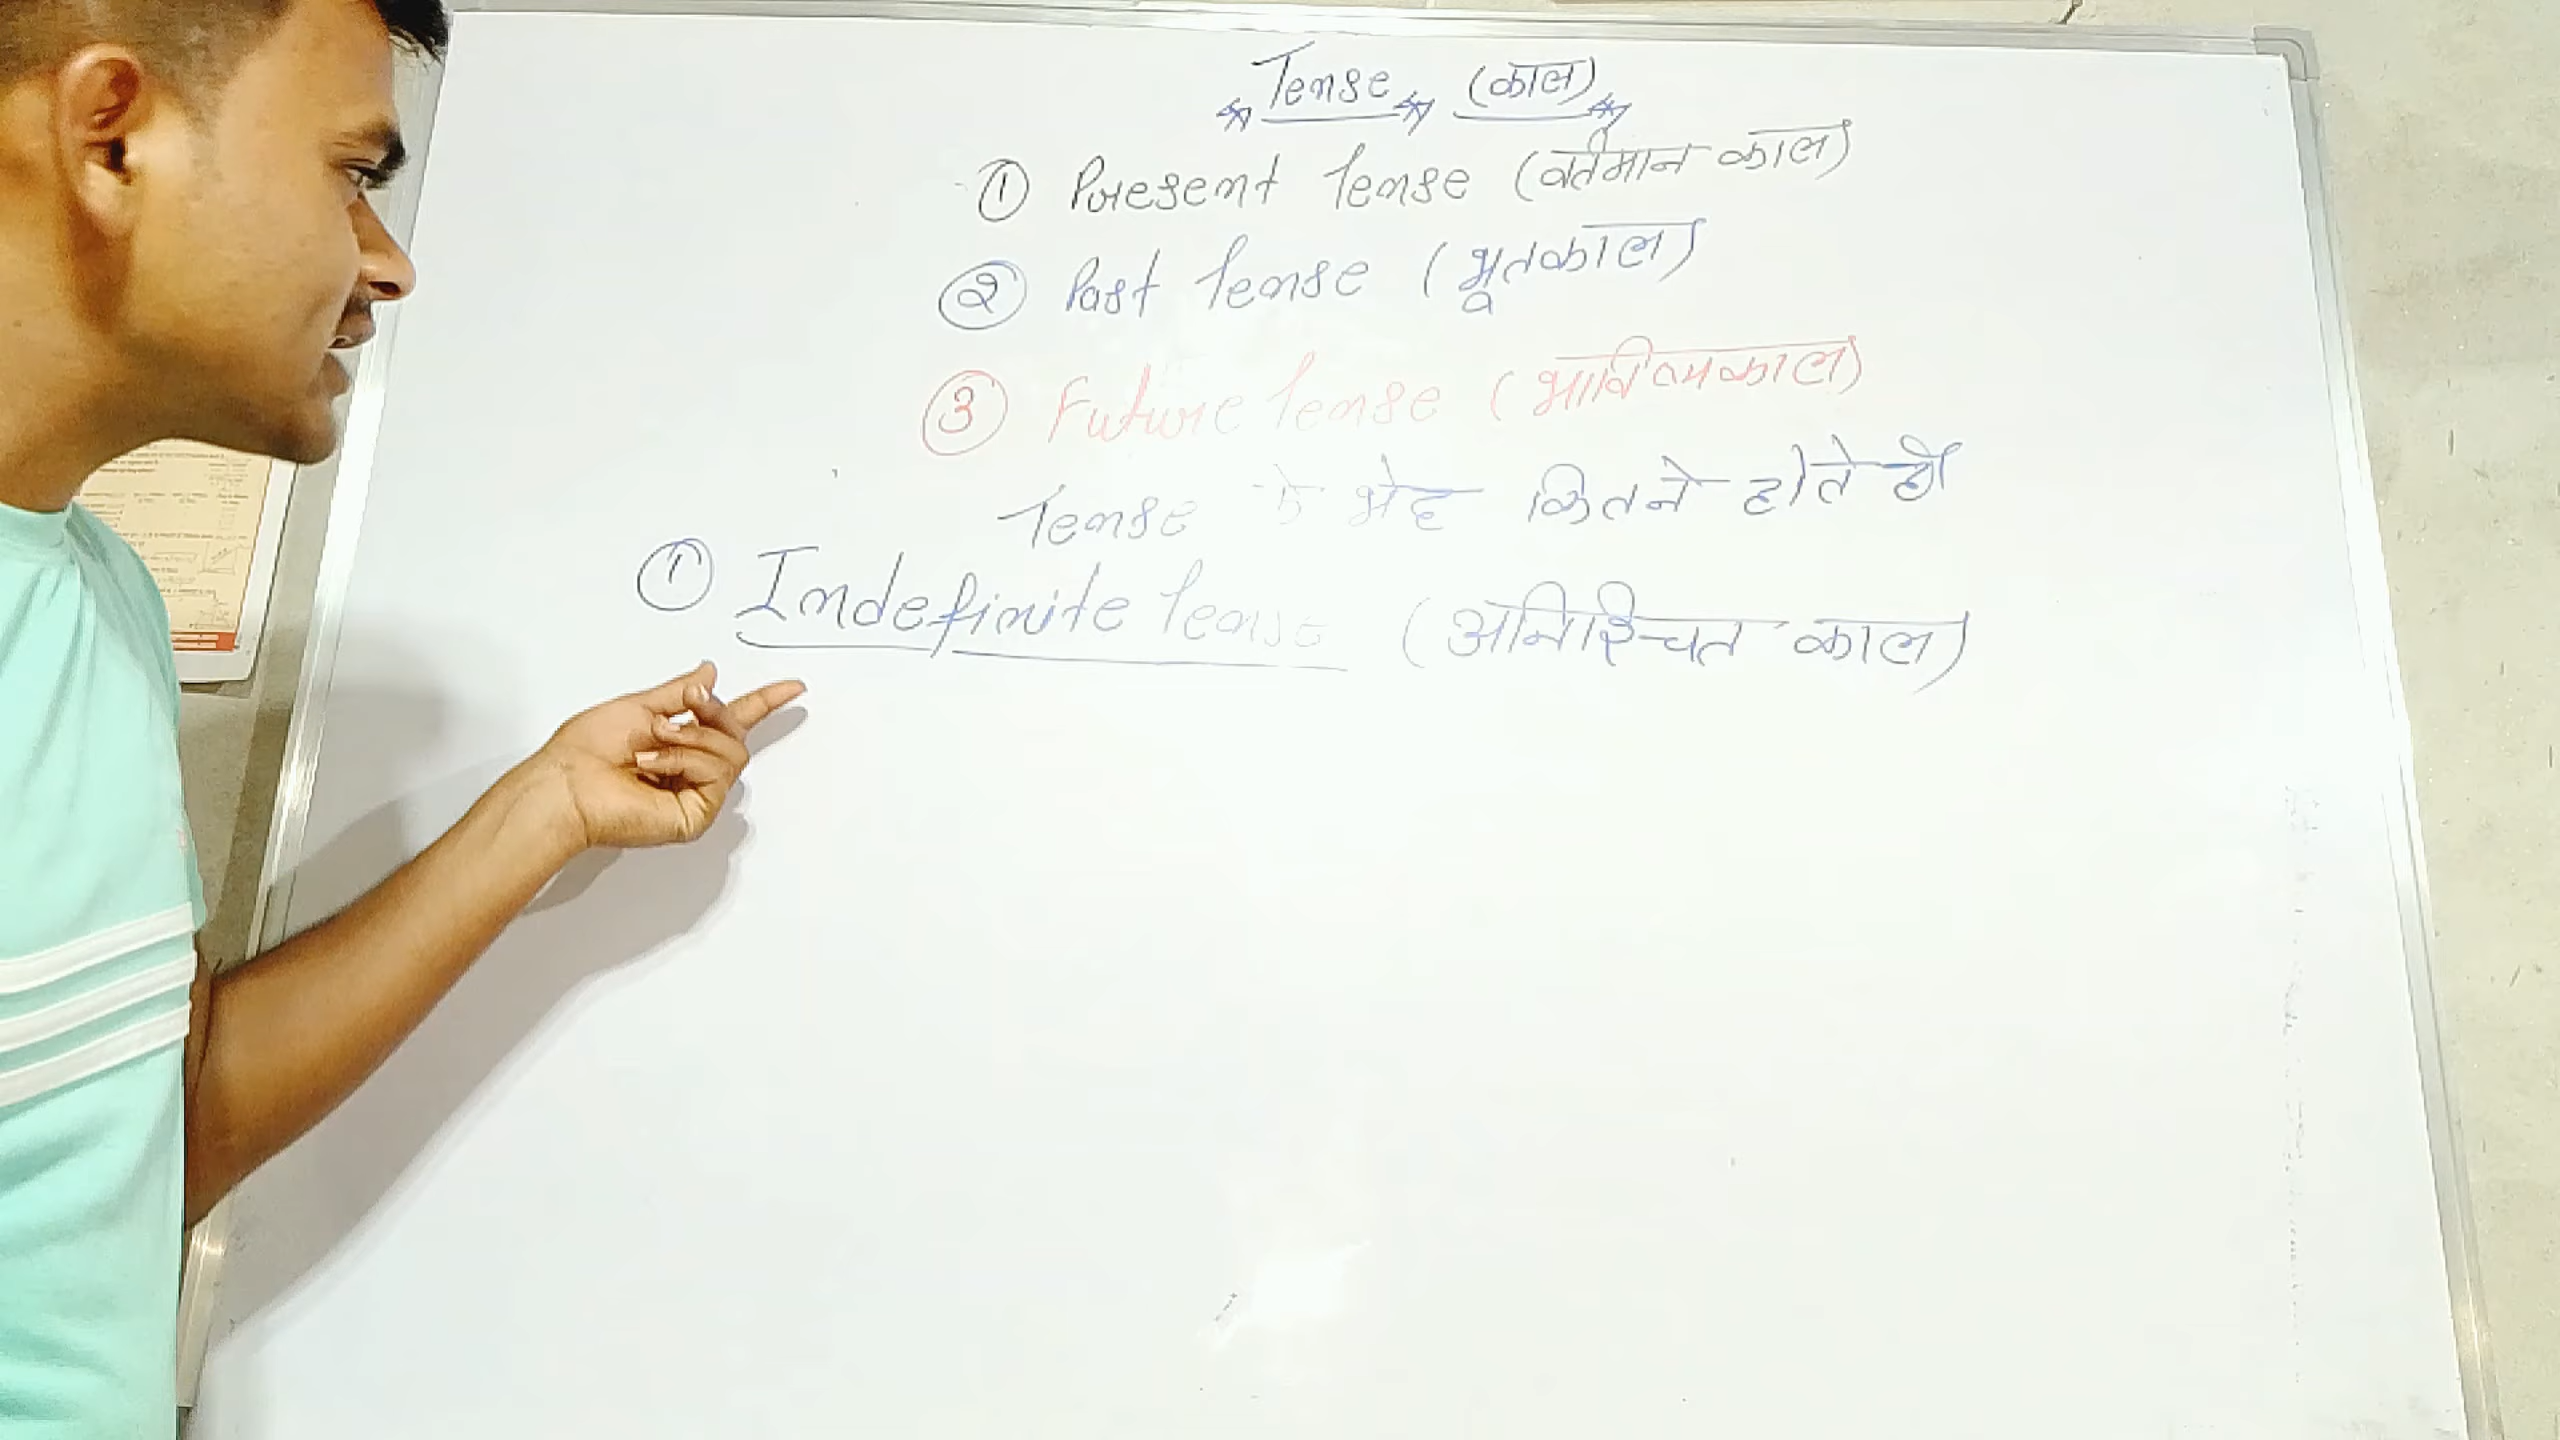 Tense (काल)
① Present Tense (वर्तमान काल)
② Past Tense (भूतकाल)
③ Future Tense (भाविष्यकाल)
Tense के भेद कितने होते हैं
① Indefinite Tense (अनिश्चित काल)